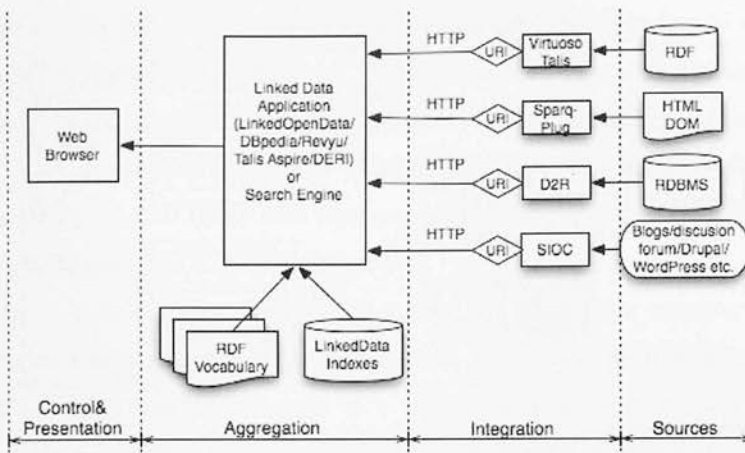 HTTP
URI
Virtuoso
Talis
RDF
Linked Data
Application
(LinkedOpenData/
DBpedia/Revyu/
Talis Aspire/DERI)
or
Search Engine
Web
Browser
HTTP
URI
Sparq-
Plug
HTML
DOM
HTTP
URI
D2R
RDBMS
HTTP
URI
SIOC
Blogs/discusion
forum/Drupal/
WordPress etc.
RDF
Vocabulary
LinkedData
Indexes
Control&
Presentation
Aggregation
Integration
Sources